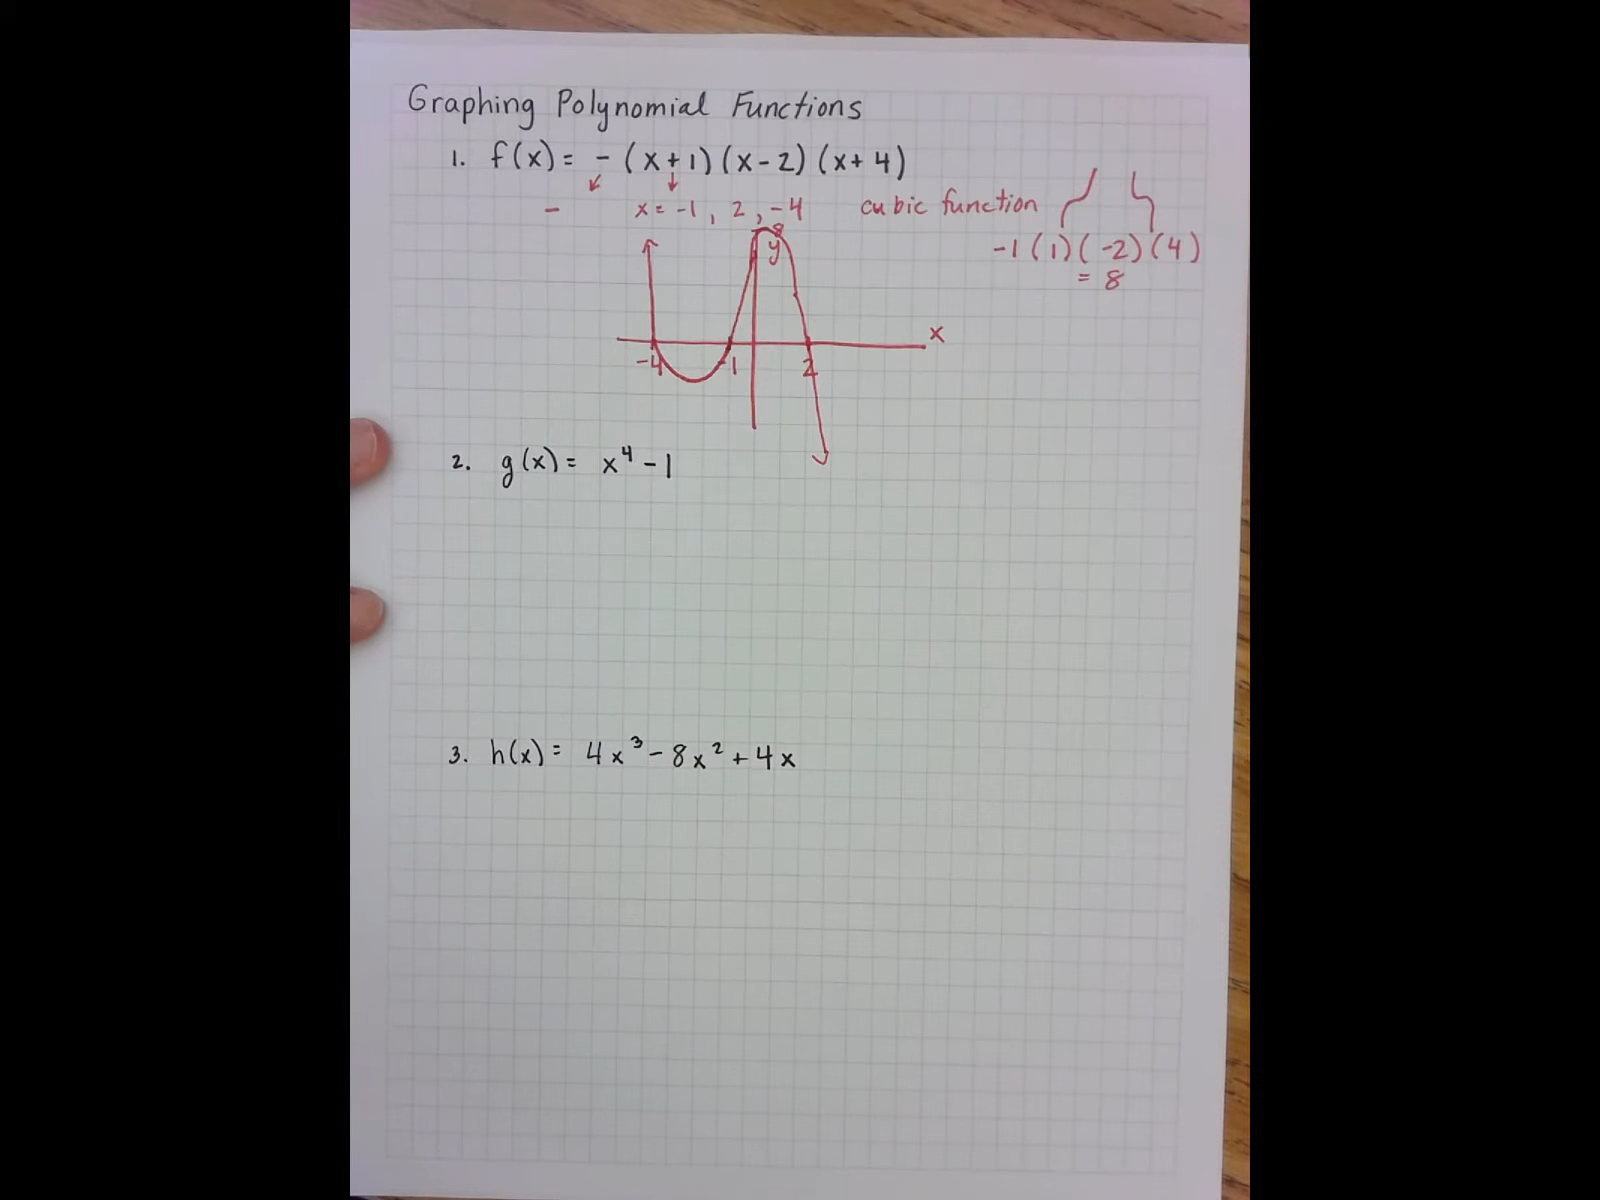 Graphing Polynomial Functions
1. f(x) = - (x + 1)(x - 2)(x + 4)
- x = -1, 2, -4 cubic function
-1(1)(-2)(4)
= 8
8
y
x
-4 -1 2
2. g(x) = x⁴ - 1
3. h(x) = 4x³ - 8x² + 4x